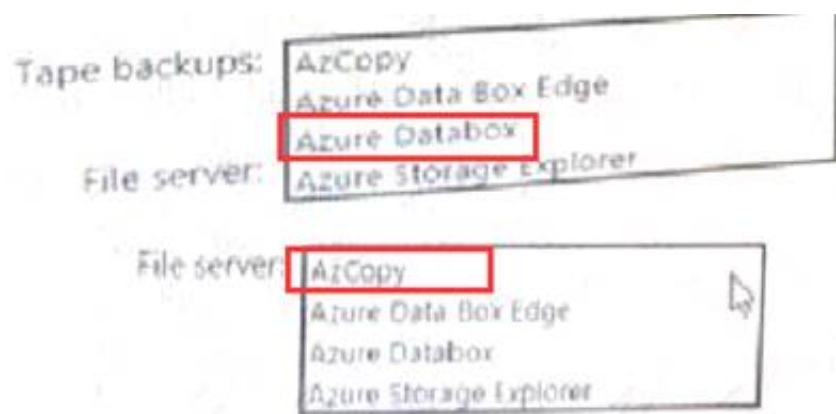 Tape backups: AzCopy
Azure Data Box Edge
Azure Databox
File server: Azure Storage Explorer
File server: AzCopy
Azure Data Box Edge
Azure Databox
Azure Storage Explorer